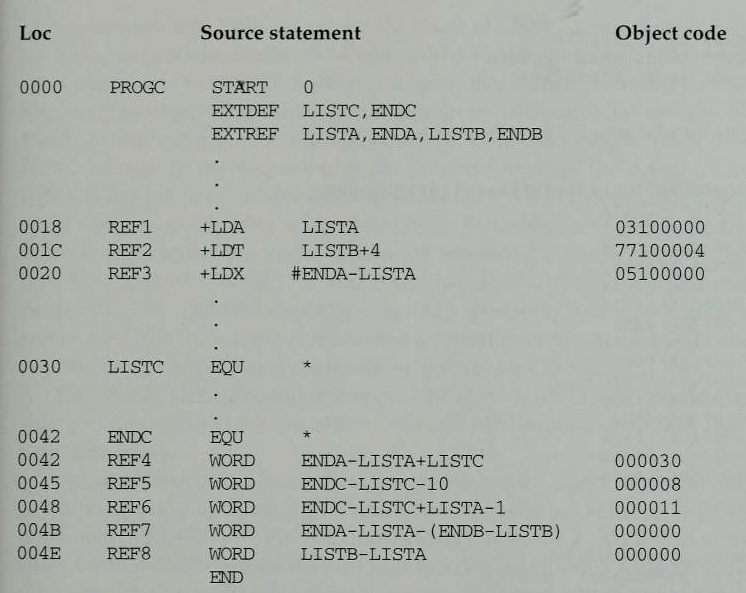 Loc Source statement Object code
0000 PROGC START 0
EXTDEF LISTC,ENDC
EXTREF LISTA,ENDA,LISTB,ENDB
.
.
.
0018 REF1 +LDA LISTA 03100000
001C REF2 +LDT LISTB+4 77100004
0020 REF3 +LDX #ENDA-LISTA 05100000
.
.
.
0030 LISTC EQU *
.
.
0042 ENDC EQU *
0042 REF4 WORD ENDA-LISTA+LISTC 000030
0045 REF5 WORD ENDC-LISTC-10 000008
0048 REF6 WORD ENDC-LISTC+LISTA-1 000011
004B REF7 WORD ENDA-LISTA-(ENDB-LISTB) 000000
004E REF8 WORD LISTB-LISTA 000000
END